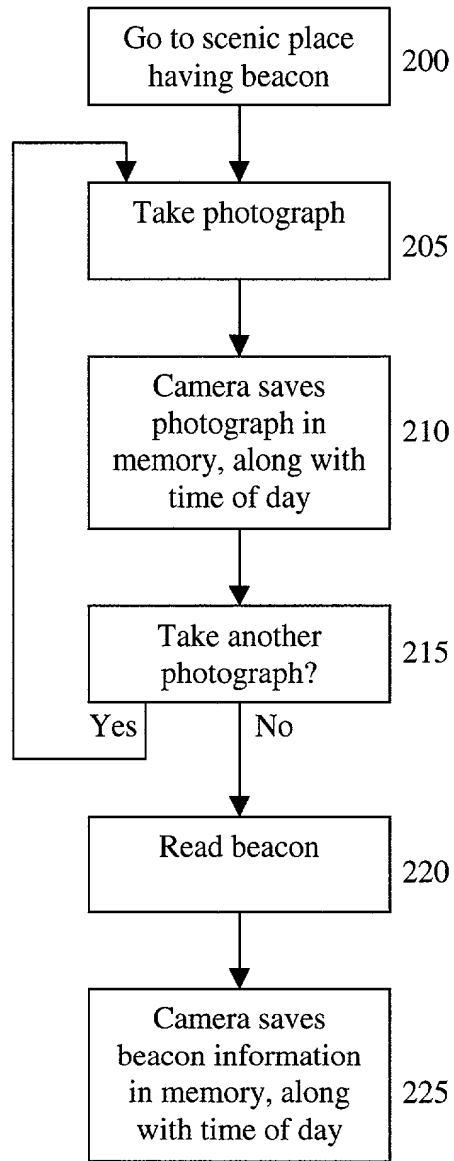 Go to scenic place
having beacon
200
Take photograph
205
Camera saves
photograph in
memory, along with
time of day
210
Take another
photograph?
215
Yes
No
Read beacon
220
Camera saves
beacon information
in memory, along
with time of day
225